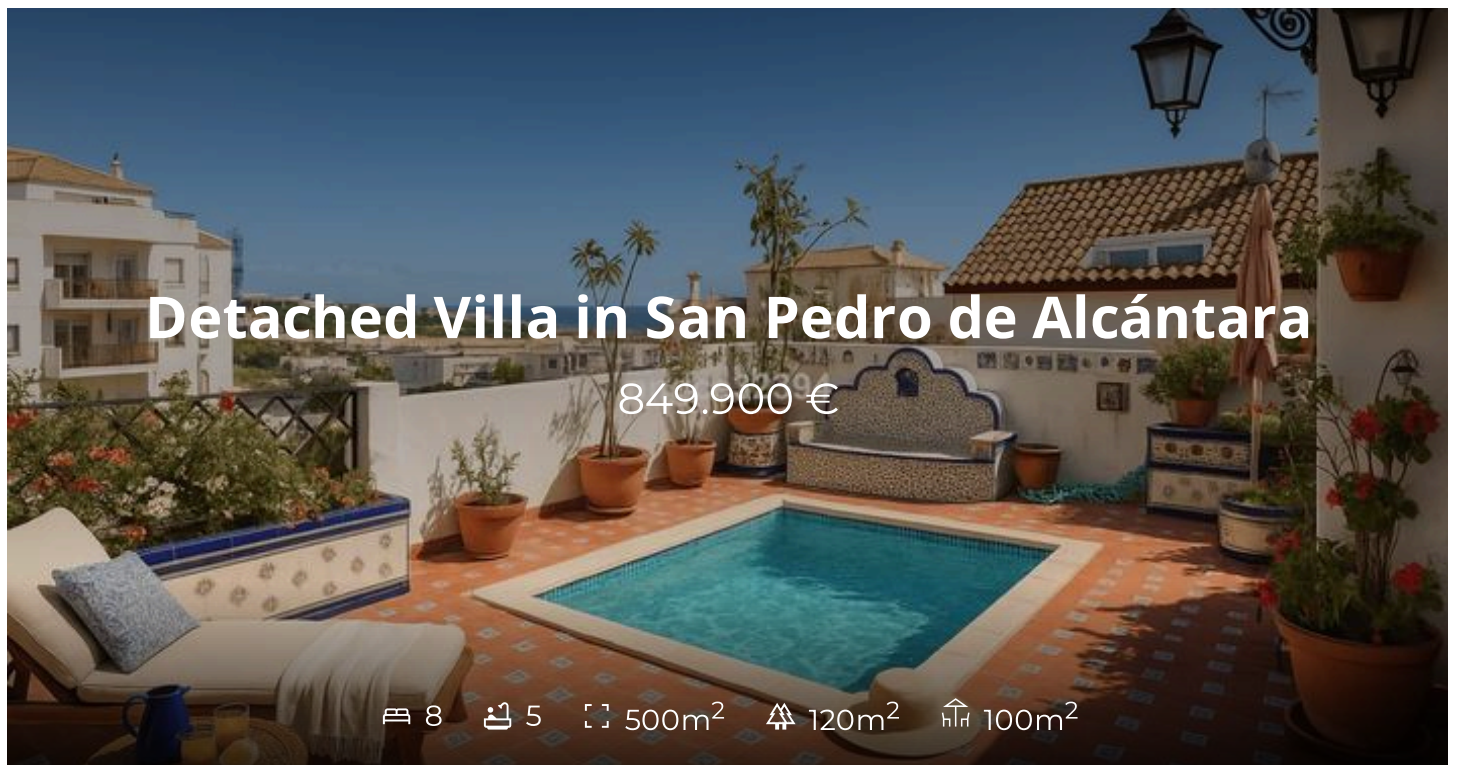 Detached Villa in San Pedro de Alcántara
849.900 €
8 5 500m² 120m² 100m²